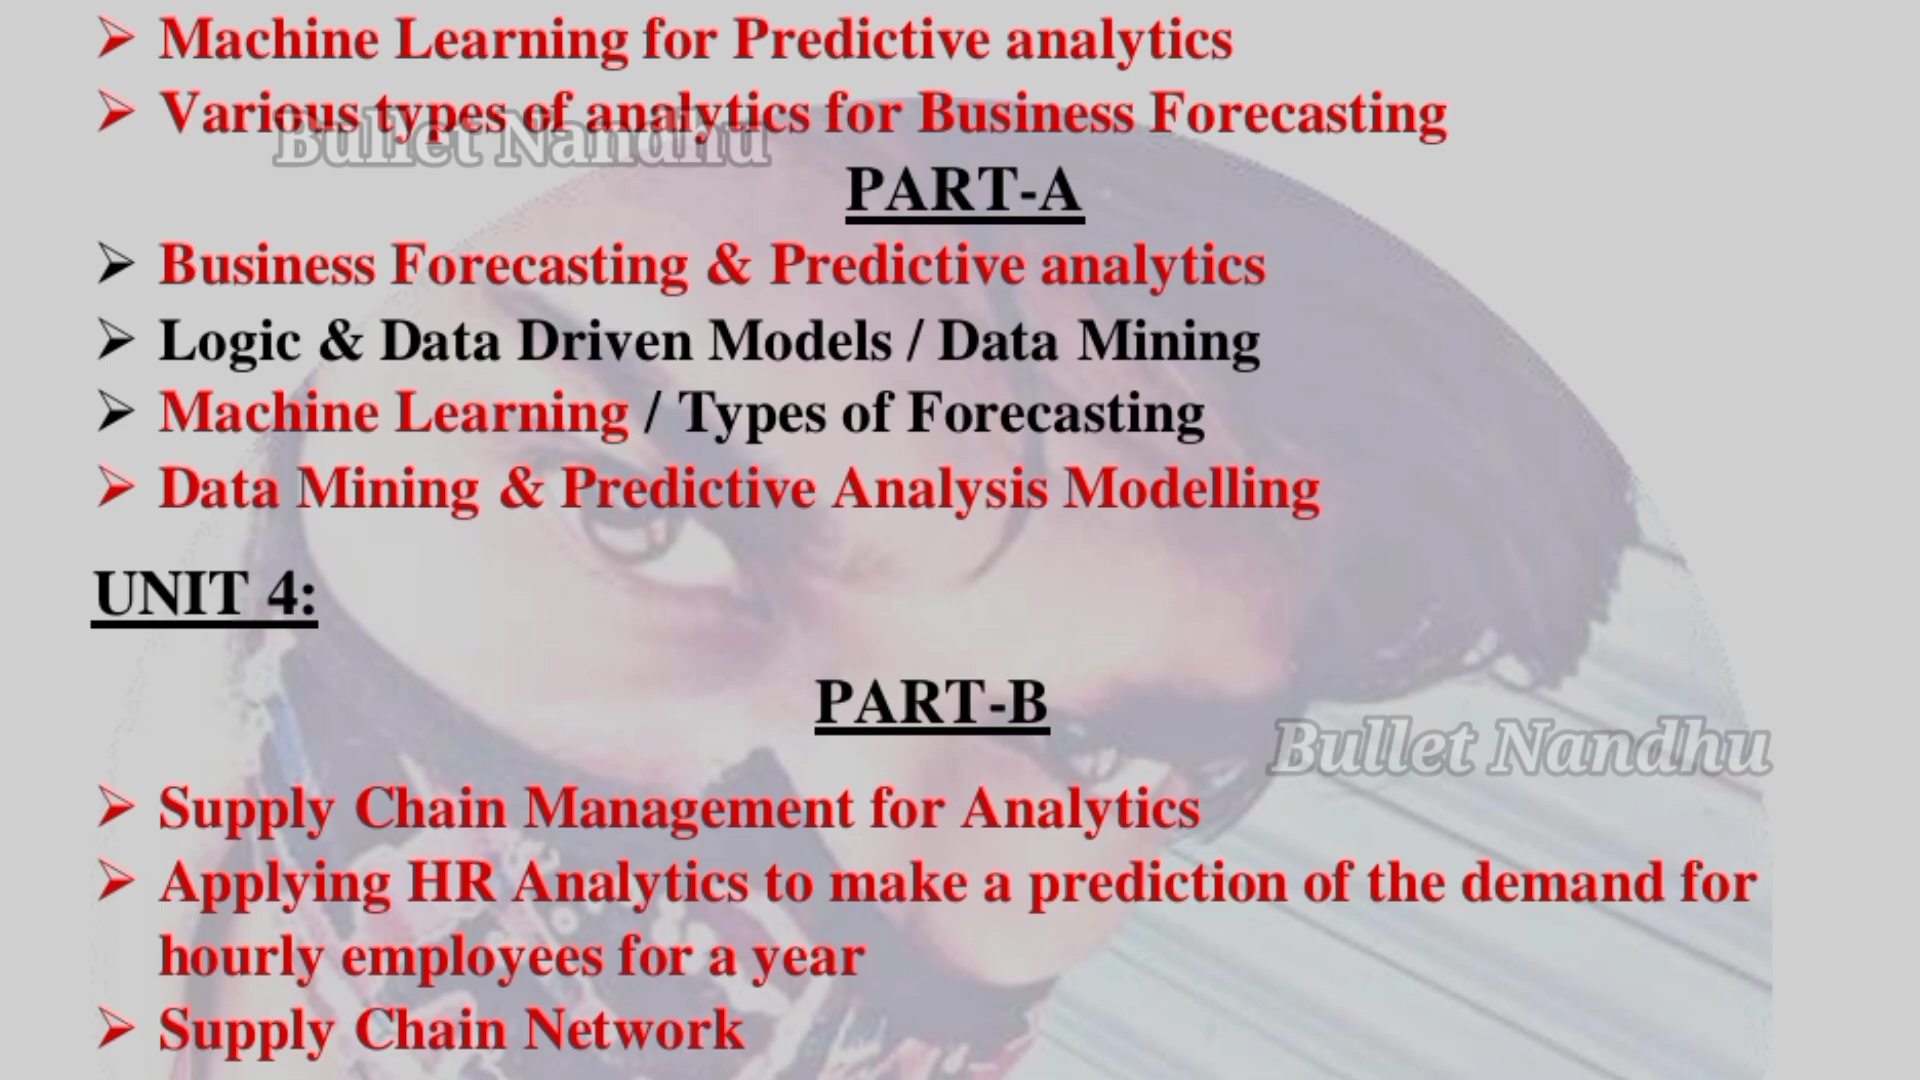 ➢ Machine Learning for Predictive analytics
➢ Various types of analytics for Business Forecasting
Bullet Nandhu
PART-A
➢ Business Forecasting & Predictive analytics
➢ Logic & Data Driven Models / Data Mining
➢ Machine Learning / Types of Forecasting
➢ Data Mining & Predictive Analysis Modelling
UNIT 4:
PART-B
Bullet Nandhu
➢ Supply Chain Management for Analytics
➢ Applying HR Analytics to make a prediction of the demand for
hourly employees for a year
➢ Supply Chain Network